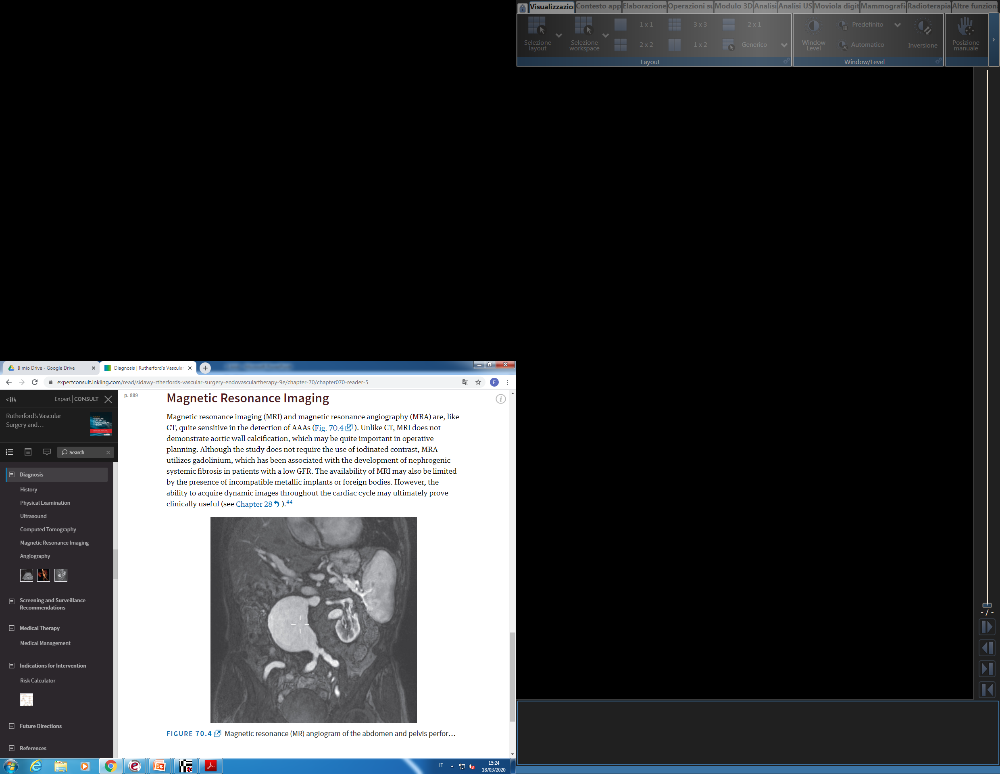 Visualizzazio
Contesto app
Elaborazione
Operazioni su
Modulo 3D
Analisi
Analisi US
Moviola digit
Mammografi
Radioterapia
Altre funzion
Selezione
layout
Selezione
workspace
1 x 1
3 x 3
2 x 1
2 x 2
1 x 2
Generico
Layout
Window
Level
Predefinito
Automatico
Inversione
Window/Level
Posizione
manuale
- / -
Il mio Drive - Google Drive
Diagnosis | Rutherford's Vascular
expertconsult.inkling.com/read/sidawy-rtherfords-vascular-surgery-endovasculartherapy-9e/chapter-70/chapter070-reader-5
F
Expert CONSULT
Rutherford's Vascular
Surgery and...
Search
Diagnosis
History
Physical Examination
Ultrasound
Computed Tomography
Magnetic Resonance Imaging
Angiography
Screening and Surveillance
Recommendations
Medical Therapy
Medical Management
Indications for Intervention
Risk Calculator
Future Directions
References
p. 889
Magnetic Resonance Imaging
Magnetic resonance imaging (MRI) and magnetic resonance angiography (MRA) are, like
CT, quite sensitive in the detection of AAAs (Fig. 70.4 ). Unlike CT, MRI does not
demonstrate aortic wall calcification, which may be quite important in operative
planning. Although the study does not require the use of iodinated contrast, MRA
utilizes gadolinium, which has been associated with the development of nephrogenic
systemic fibrosis in patients with a low GFR. The availability of MRI may also be limited
by the presence of incompatible metallic implants or foreign bodies. However, the
ability to acquire dynamic images throughout the cardiac cycle may ultimately prove
clinically useful (see Chapter 28 ).44
FIGURE 70.4 Magnetic resonance (MR) angiogram of the abdomen and pelvis perfor...
IT
15:24
18/03/2020